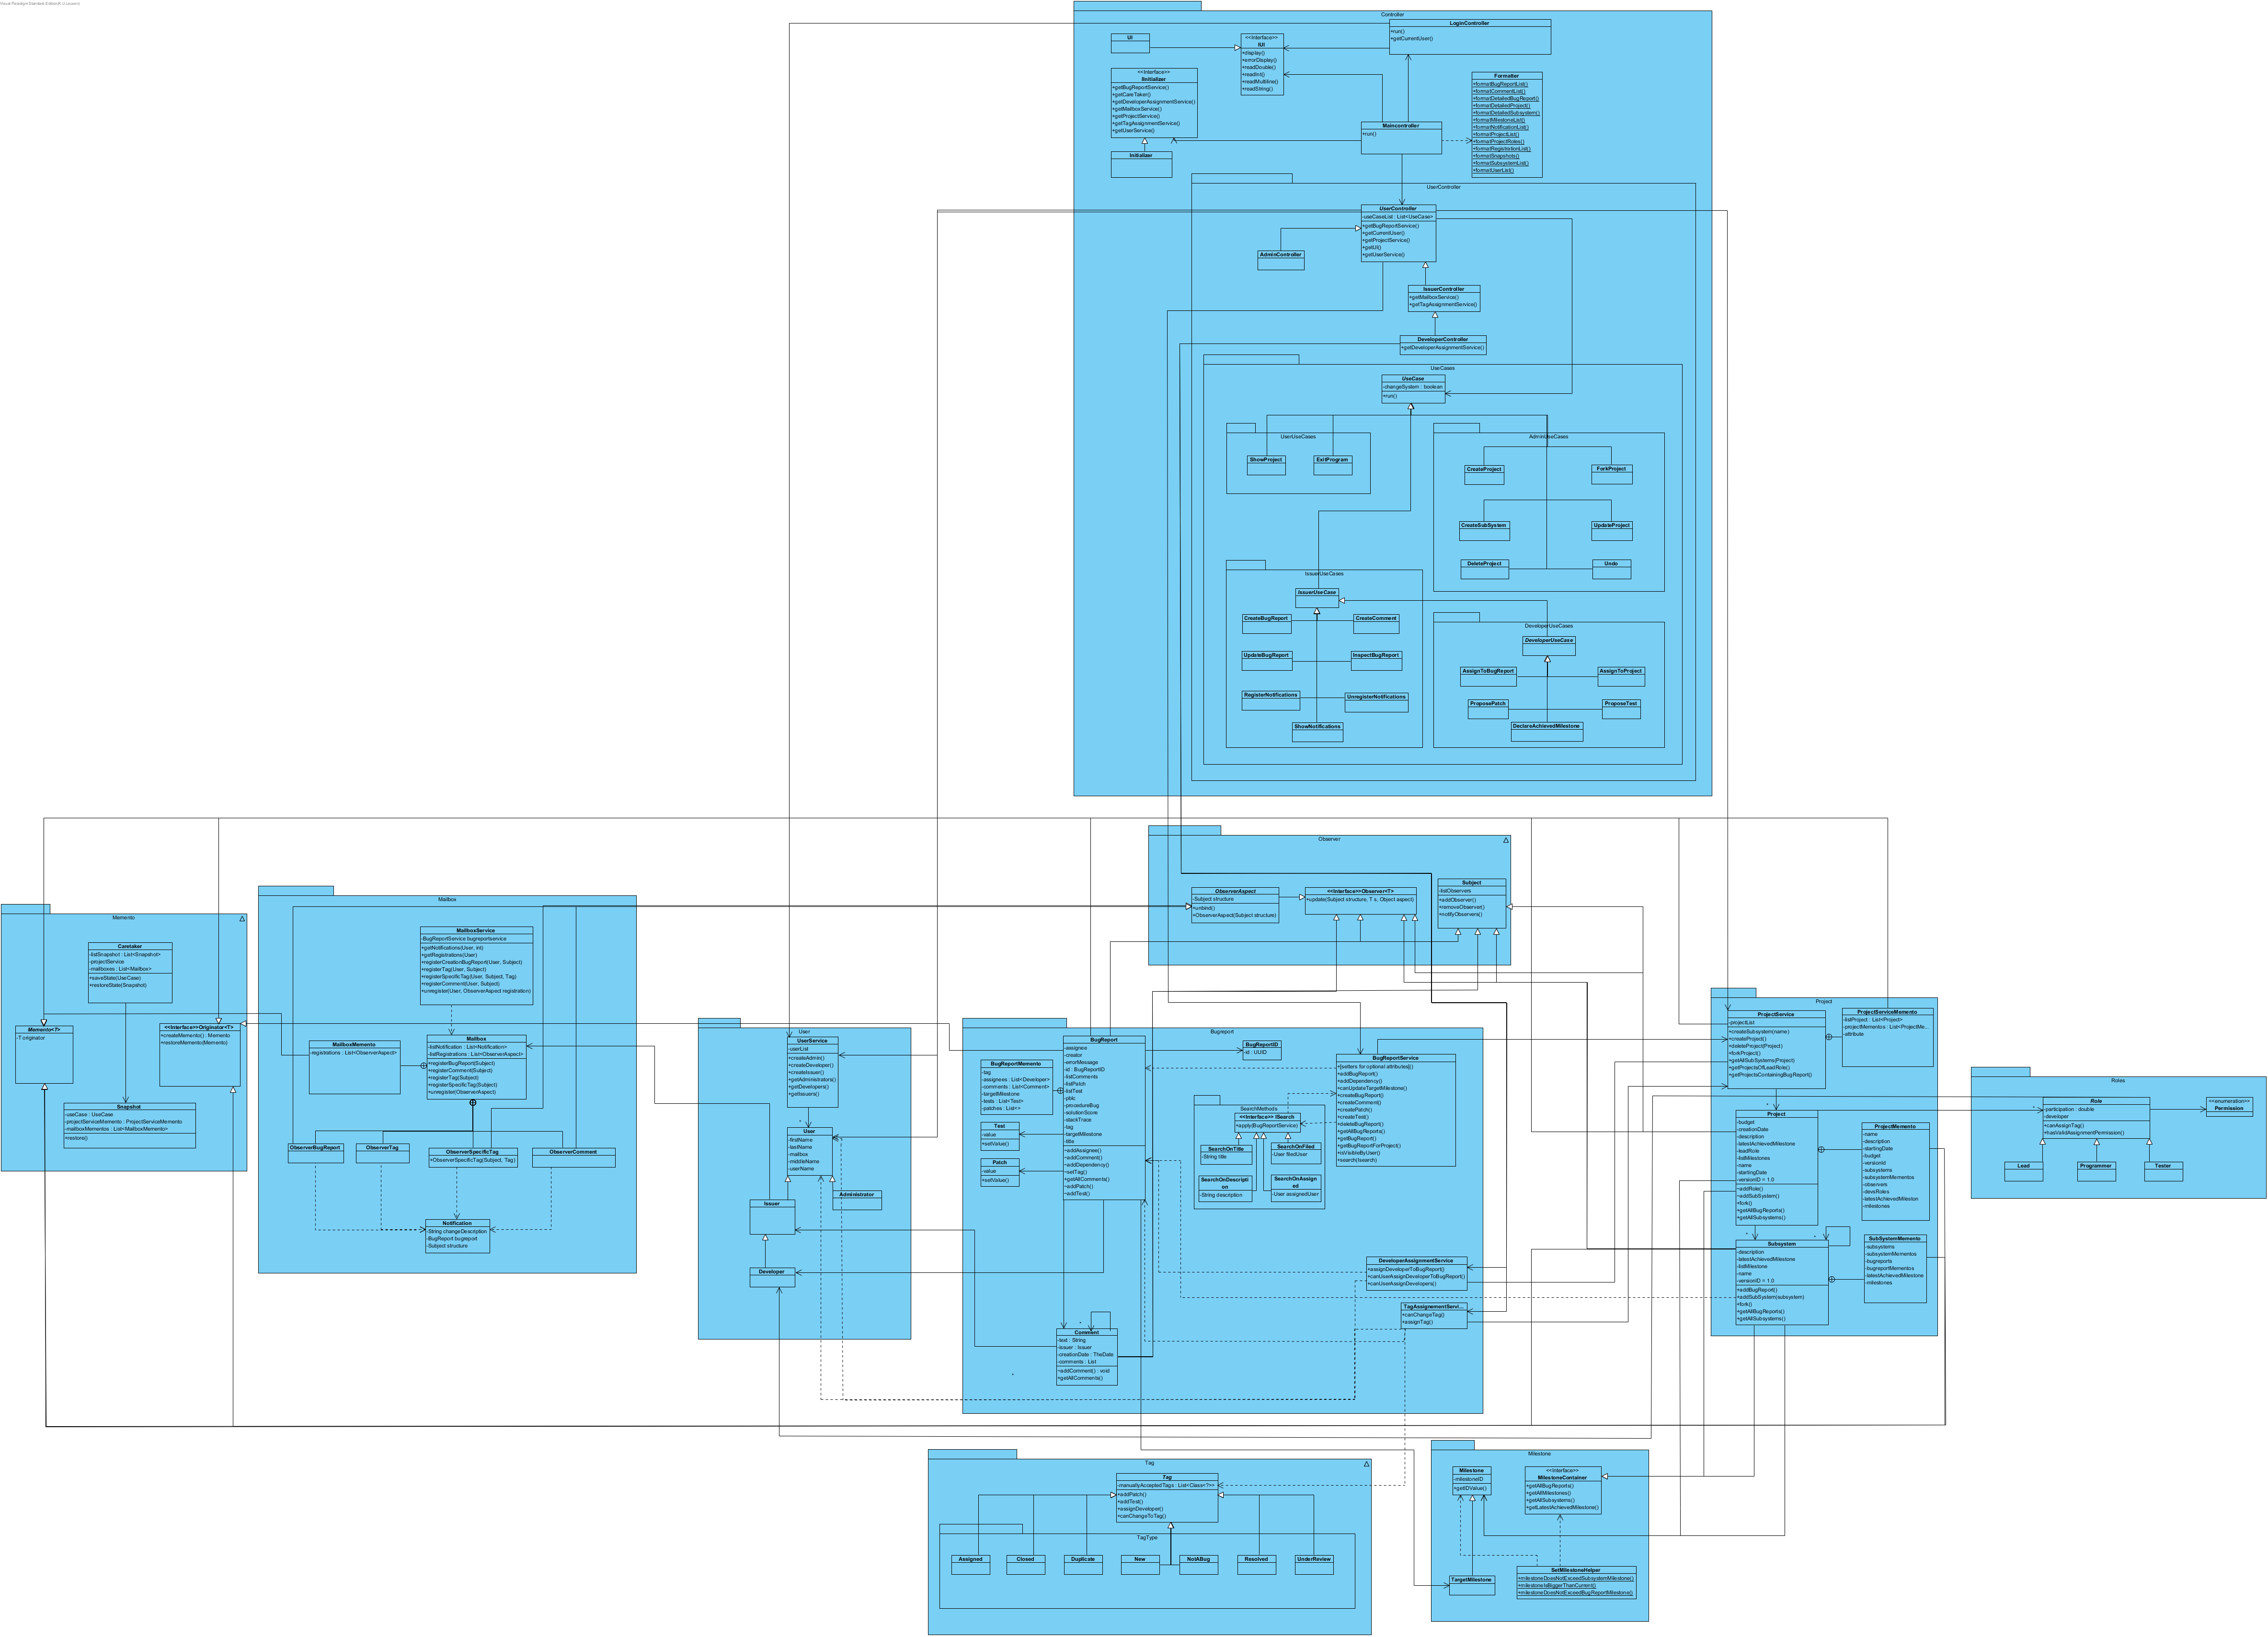 Visual Paradigm Standard Edition(K.U.Leuven)
Controller
LoginController
+run()
+getCurrentUser()
UI
<<Interface>>
IUI
+display()
+errorDisplay()
+readDouble()
+readInt()
+readMultiline()
+readString()
<<Interface>>
IInitializer
+getBugReportService()
+getCareTaker()
+getDeveloperAssignmentService()
+getMailboxService()
+getProjectService()
+getTagAssignmentService()
+getUserService()
Initializer
Formatter
+formatBugReportList()
+formatCommentList()
+formatDetailedBugReport()
+formatDetailedProject()
+formatDetailedSubsystem()
+formatMilestoneList()
+formatNotificationList()
+formatProjectList()
+formatProjectRoles()
+formatRegistrationList()
+formatSnapshots()
+formatSubsystemList()
+formatUserList()
Maincontroller
+run()
UserController
UserController
-useCaseList : List<UseCase>
+getBugReportService()
+getCurrentUser()
+getProjectService()
+getUI()
+getUserService()
AdminController
IssuerController
+getMailboxService()
+getTagAssignmentService()
DeveloperController
+getDeveloperAssignmentService()
UseCases
UseCase
-changeSystem : boolean
+run()
UserUseCases
ShowProject
ExitProgram
AdminUseCases
CreateProject
ForkProject
CreateSubSystem
UpdateProject
DeleteProject
Undo
IssuerUseCases
IssuerUseCase
CreateBugReport
CreateComment
UpdateBugReport
InspectBugReport
RegisterNotifications
UnregisterNotifications
ShowNotifications
DeveloperUseCases
DeveloperUseCase
AssignToBugReport
AssignToProject
ProposePatch
ProposeTest
DeclareAchievedMilestone
Observer
ObserverAspect
-Subject structure
+unbind()
+ObserverAspect(Subject structure)
<<Interface>>Observer<T>
+update(Subject structure, T s, Object aspect)
Subject
-listObservers
+addObserver()
+removeObserver()
+notifyObservers()
Memento
Caretaker
-listSnapshot : List<Snapshot>
-projectService
-mailboxes : List<Mailbox>
+saveState(UseCase)
+restoreState(Snapshot)
Memento<T>
-T originator
<<Interface>>Originator<T>
+createMemento() : Memento
+restoreMemento(Memento)
Snapshot
-useCase : UseCase
-projectServiceMemento : ProjectServiceMemento
-mailboxMementos : List<MailboxMemento>
+restore()
Mailbox
MailboxService
-BugReportService bugreportservice
+getNotifications(User, int)
+getRegistrations(User)
+registerCreationBugReport(User, Subject)
+registerTag(User, Subject)
+registerSpecificTag(User, Subject, Tag)
+registerComment(User, Subject)
+unregister(User, ObserverAspect registration)
MailboxMemento
-registrations : List<ObserverAspect>
Mailbox
-listNotification : List<Notification>
-listRegistrations : List<ObserverAspect>
+registerBugReport(Subject)
+registerComment(Subject)
+registerTag(Subject)
+registerSpecificTag(Subject)
+unregister(ObserverAspect)
ObserverBugReport
ObserverTag
ObserverSpecificTag
+ObserverSpecificTag(Subject, Tag)
ObserverComment
Notification
-String changeDescription
-BugReport bugreport
-Subject structure
User
UserService
-userList
+createAdmin()
+createDeveloper()
+createIssuer()
+getAdministrators()
+getDevelopers()
+getIssuers()
*
User
-firstName
-lastName
-mailbox
-middleName
-userName
Administrator
Issuer
Developer
Bugreport
BugReport
-assignee
-creator
-errorMessage
-id : BugReportID
-listComments
-listPatch
-listTest
-pblc
-procedureBug
-solutionScore
-stackTrace
-tag
-targetMilestone
-title
~addAssignee()
~addComment()
~addDependency()
~setTag()
+getAllComments()
~addPatch()
~addTest()
BugReportID
-id : UUID
BugReportMemento
-tag
-assignees : List<Developer>
-comments : List<Comment>
-targetMilestone
-tests : List<Test>
-patches : List<>
Test
-value
+setValue()
Patch
-value
+setValue()
SearchMethods
<<Interface>> ISearch
+apply(BugReportService)
SearchOnTitle
-String title
SearchOnFiled
-User filedUser
SearchOnDescripti
on
-String description
SearchOnAssign
ed
-User assignedUser
BugReportService
+[setters for optional attributes]()
+addBugReport()
+addDependency()
+canUpdateTargetMilestone()
+createBugReport()
+createComment()
+createPatch()
+createTest()
+deleteBugReport()
+getAllBugReports()
+getBugReport()
+getBugReportForProject()
+isVisibleByUser()
+search(Isearch)
DeveloperAssignmentService
+assignDeveloperToBugReport()
+canUserAssignDeveloperToBugReport()
+canUserAssignDevelopers()
TagAssignementServi...
+canChangeTag()
+assignTag()
*
Comment
-text : String
-issuer : Issuer
-creationDate : TheDate
-comments : List
~addComment() : void
+getAllComments()
*
Project
ProjectService
-projectList
+createSubsystem(name)
+createProject()
+deleteProject(Project)
+forkProject()
+getAllSubSystems(Project)
+getProjectsOfLeadRole()
+getProjectsContainingBugReport()
ProjectServiceMemento
-listProject : List<Project>
-projectMementos : List<ProjectMe...
-attribute
*
Project
-budget
-creationDate
-description
-latestAchievedMilestone
-leadRole
-listMilestones
-name
-startingDate
-versionID = 1.0
~addRole()
~addSubSystem()
+fork()
+getAllBugReports()
+getAllSubsystems()
ProjectMemento
-name
-description
-startingDate
-budget
-versionId
-subsystems
-subsystemMementos
-observers
-devsRoles
-latestAchievedMileston
-milestones
*
*
Subsystem
-description
-latestAchievedMilestone
-listMilestone
-name
-versionID = 1.0
~addBugReport()
~addSubSystem(subsystem)
+fork()
+getAllBugReports()
+getAllSubsystems()
SubSystemMemento
-subsystems
-subsystemMementos
-bugreports
-bugreportMementos
-latestAchievedMilestone
-milestones
Roles
*
Role
-participation : double
-developer
+canAssignTag()
+hasValidAssignmentPermission()
<<enumeration>>
Permission
Lead
Programmer
Tester
Tag
Tag
-manuallyAcceptedTags : List<Class<?>>
+addPatch()
+addTest()
+assignDeveloper()
+canChangeToTag()
TagType
Assigned
Closed
Duplicate
New
NotABug
Resolved
UnderReview
Milestone
Milestone
-milestoneID
+getIDValue()
<<Interface>>
MilestoneContainer
+getAllBugReports()
+getAllMilestones()
+getAllSubsystems()
+getLatestAchievedMilestone()
TargetMilestone
SetMilestoneHelper
+milestoneDoesNotExceedSubsystemMilestone()
+milestoneIsBiggerThanCurrent()
+milestoneDoesNotExceedBugReportMilestone()